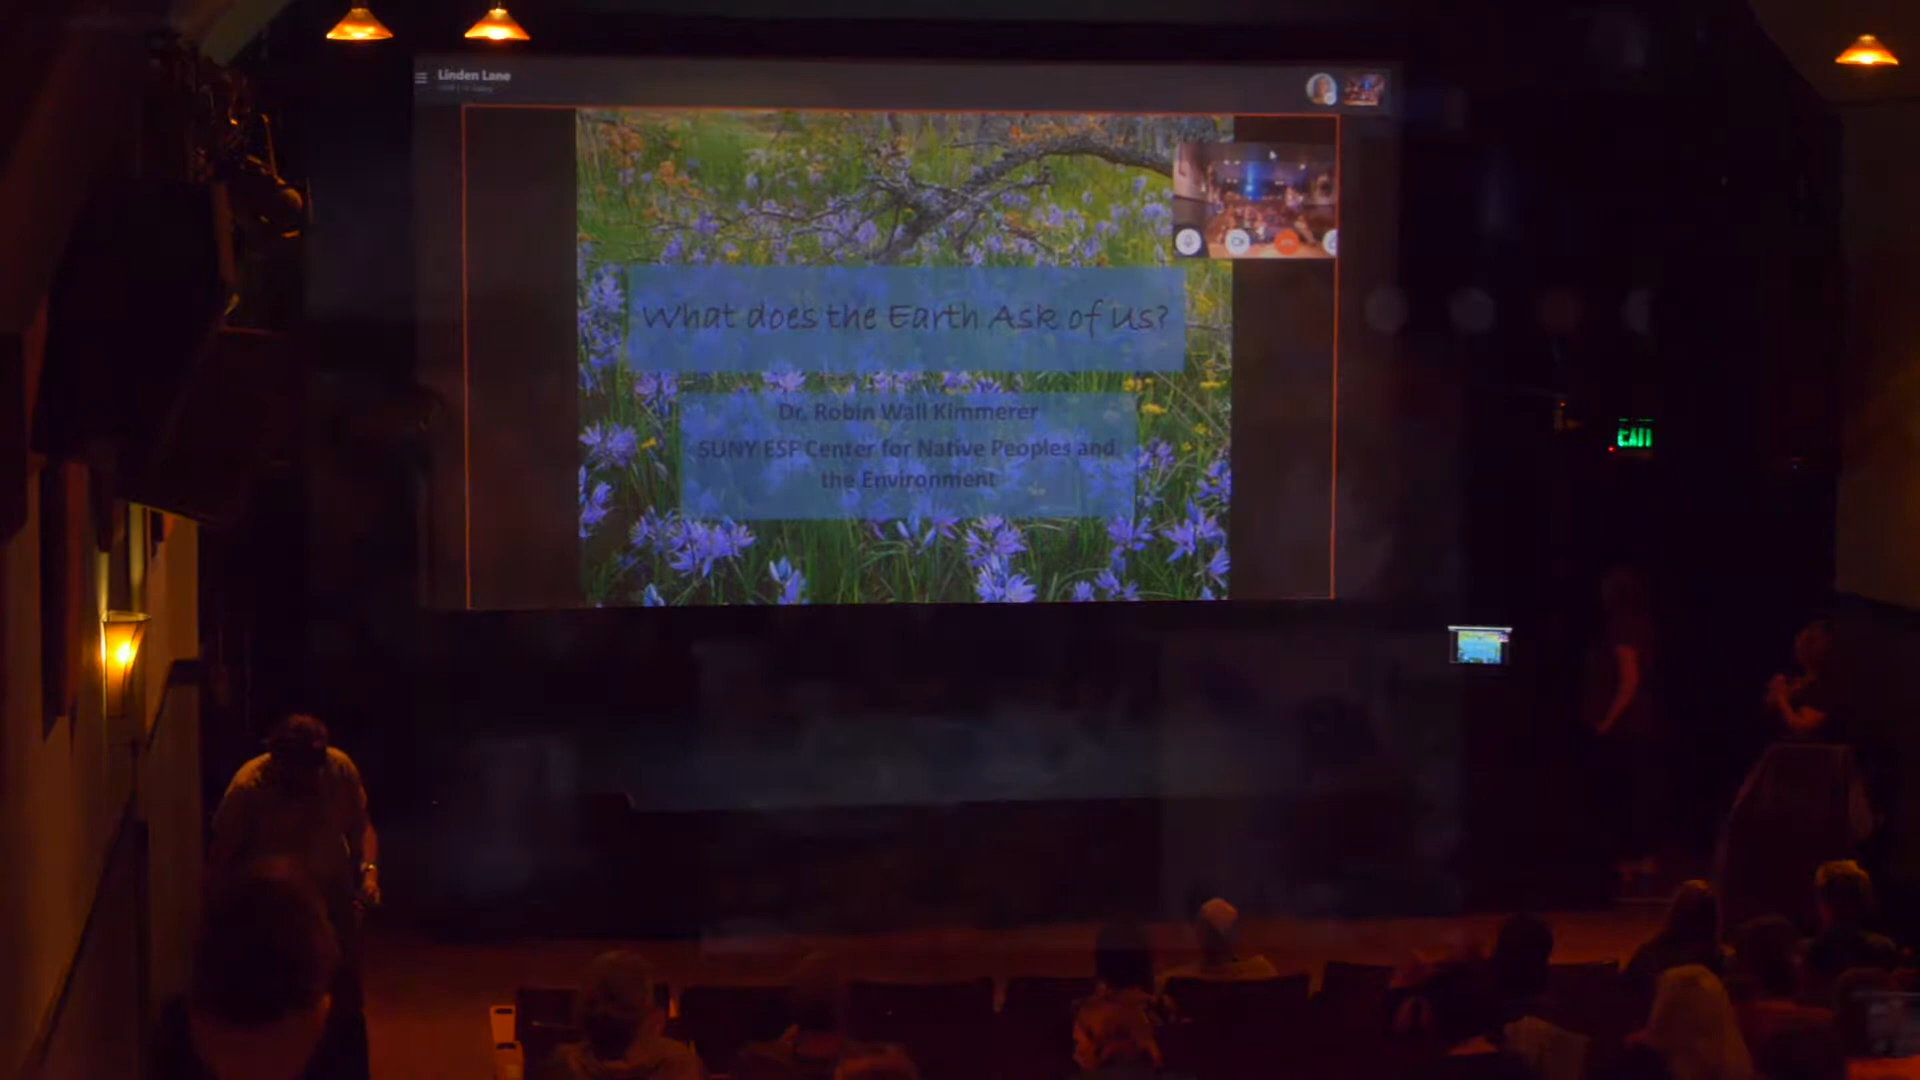 Linden Lane
What does the Earth Ask of Us?
Dr. Robin Wall Kimmerer
SUNY ESF Center for Native Peoples and
the Environment
EXIT